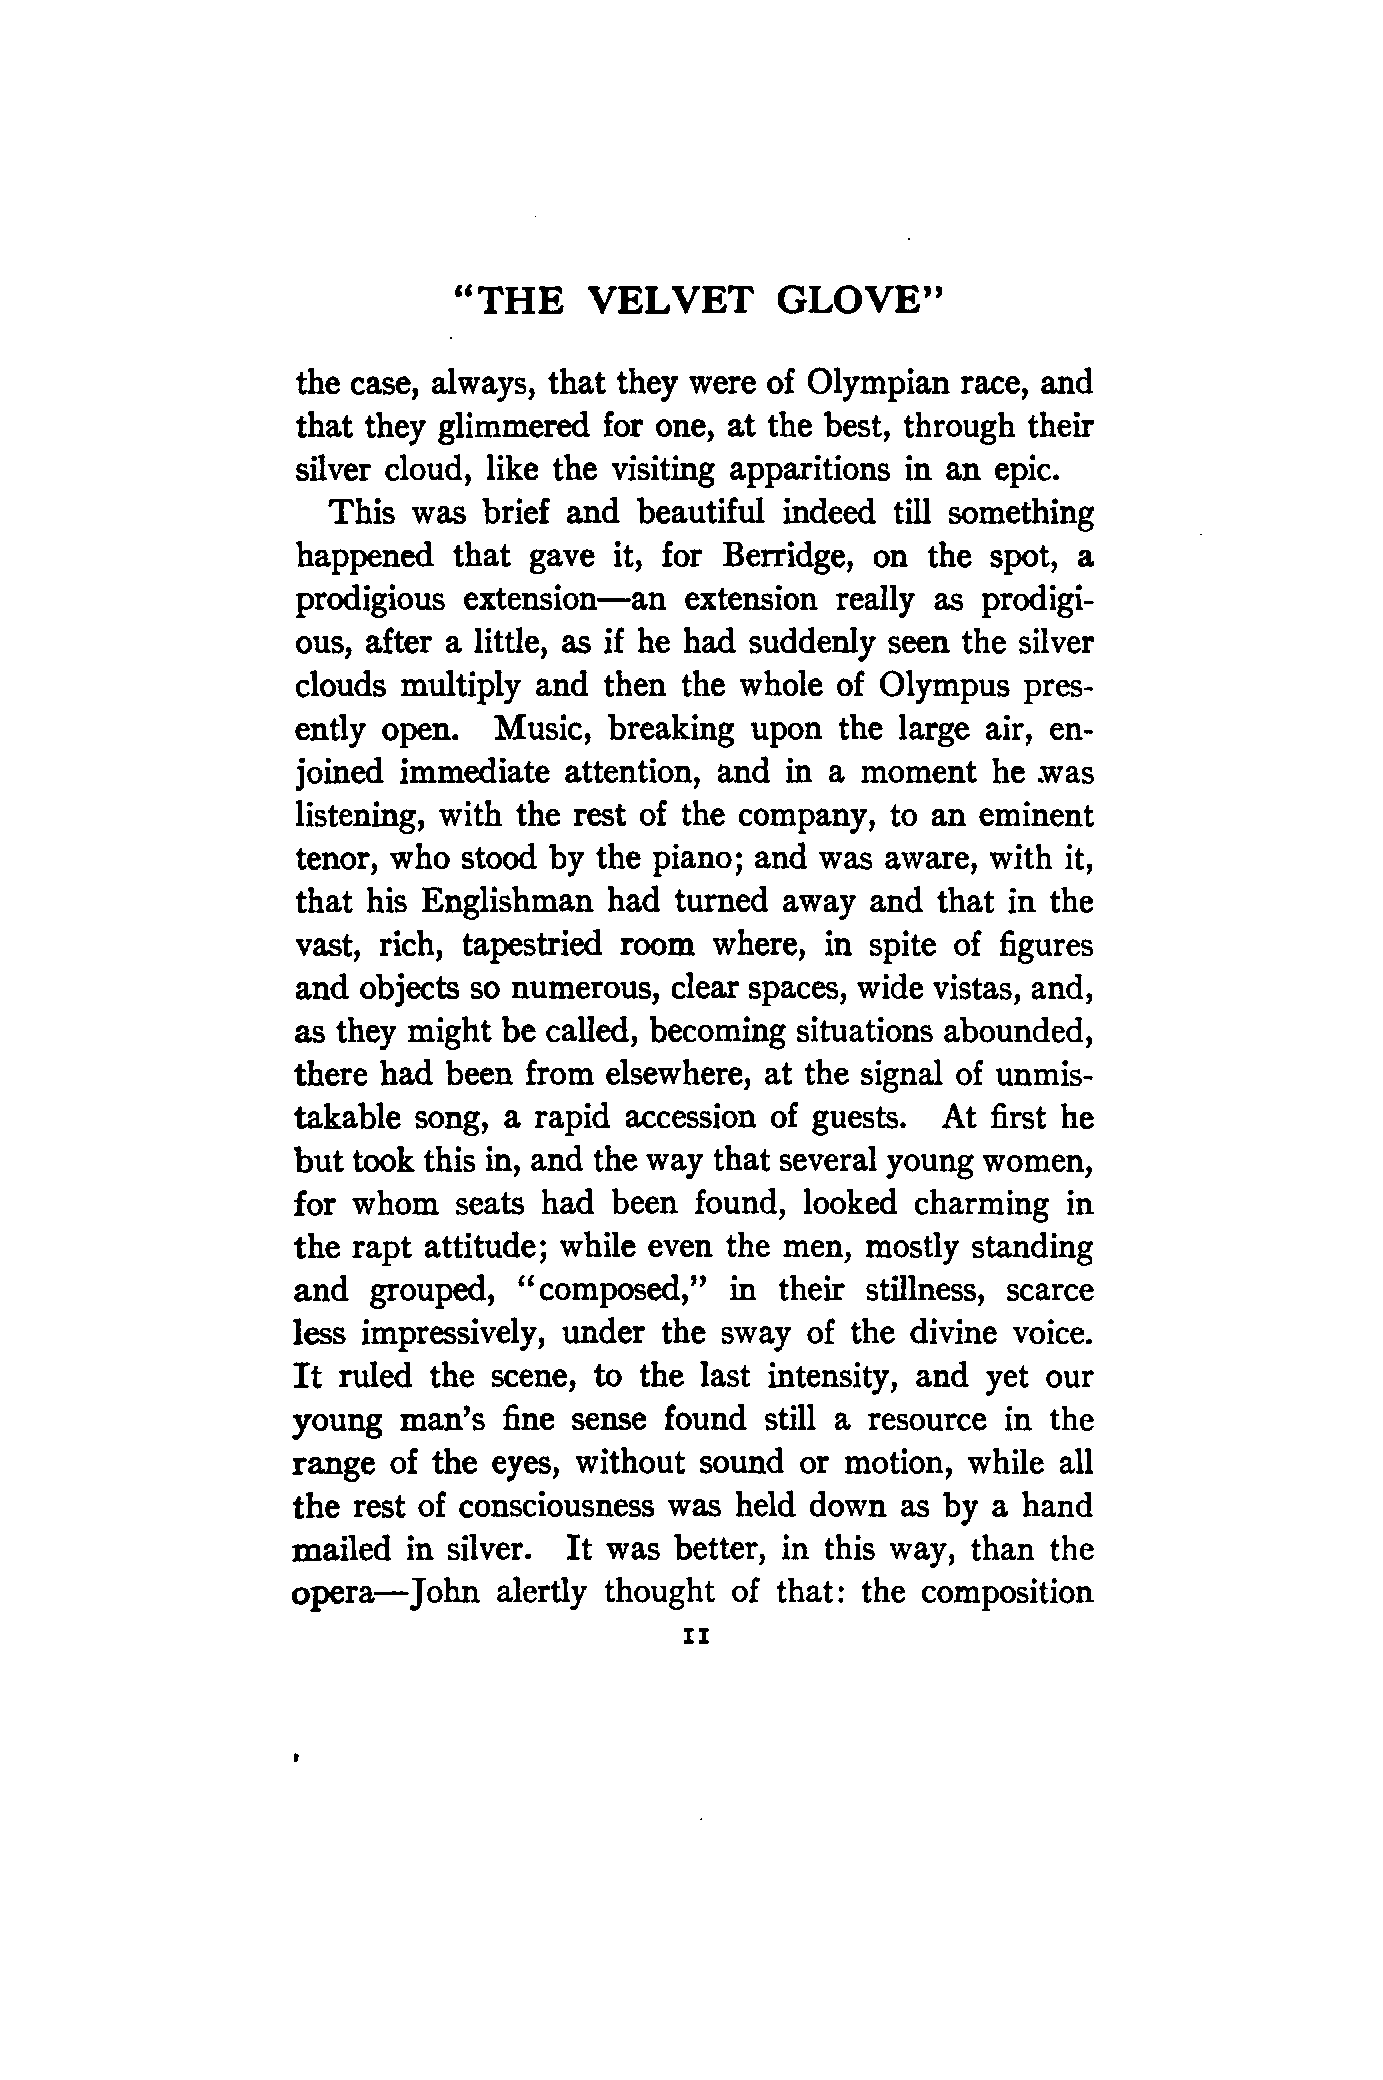 "THE VELVET GLOVE"
the case, always, that they were of Olympian race, and
that they glimmered for one, at the best, through their
silver cloud, like the visiting apparitions in an epic.
This was brief and beautiful indeed till something
happened that gave it, for Berridge, on the spot, a
prodigious extension—an extension really as prodigi-
ous, after a little, as if he had suddenly seen the silver
clouds multiply and then the whole of Olympus pres-
ently open. Music, breaking upon the large air, en-
joined immediate attention, and in a moment he was
listening, with the rest of the company, to an eminent
tenor, who stood by the piano; and was aware, with it,
that his Englishman had turned away and that in the
vast, rich, tapestried room where, in spite of figures
and objects so numerous, clear spaces, wide vistas, and,
as they might be called, becoming situations abounded,
there had been from elsewhere, at the signal of unmis-
takable song, a rapid accession of guests. At first he
but took this in, and the way that several young women,
for whom seats had been found, looked charming in
the rapt attitude; while even the men, mostly standing
and grouped, "composed," in their stillness, scarce
less impressively, under the sway of the divine voice.
It ruled the scene, to the last intensity, and yet our
young man's fine sense found still a resource in the
range of the eyes, without sound or motion, while all
the rest of consciousness was held down as by a hand
mailed in silver. It was better, in this way, than the
opera—John alertly thought of that: the composition
11